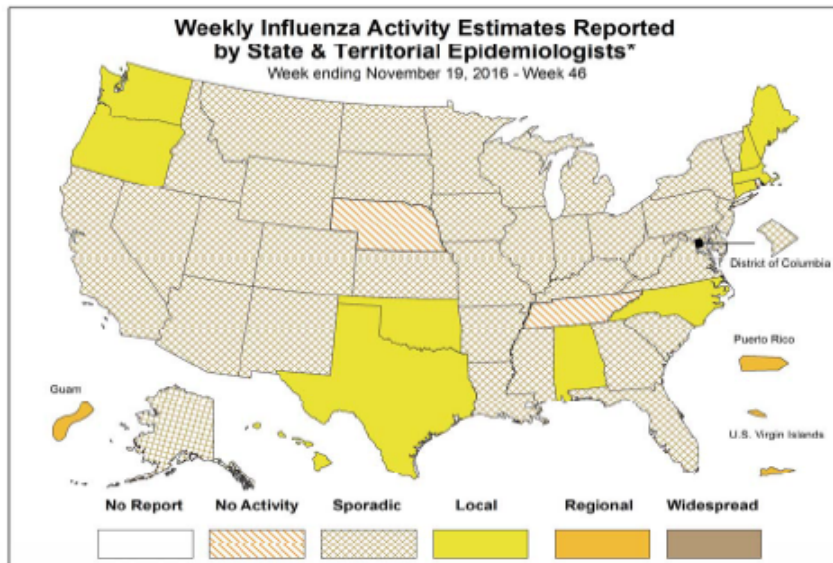 Weekly Influenza Activity Estimates Reported
by State & Territorial Epidemiologists*
Week ending November 19, 2016 - Week 46
District of Columbia
Puerto Rico
Guam
U.S. Virgin Islands
No Report No Activity Sporadic Local Regional Widespread